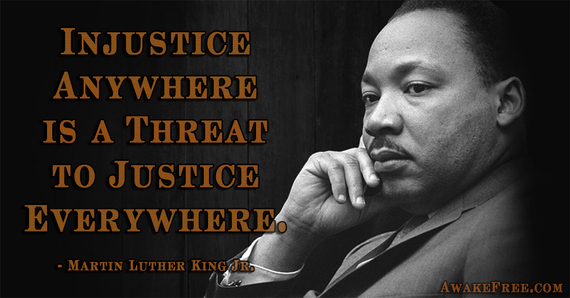 Injustice
Anywhere
is a Threat
to Justice
Everywhere.
- Martin Luther King Jr.
AwakeFree.com